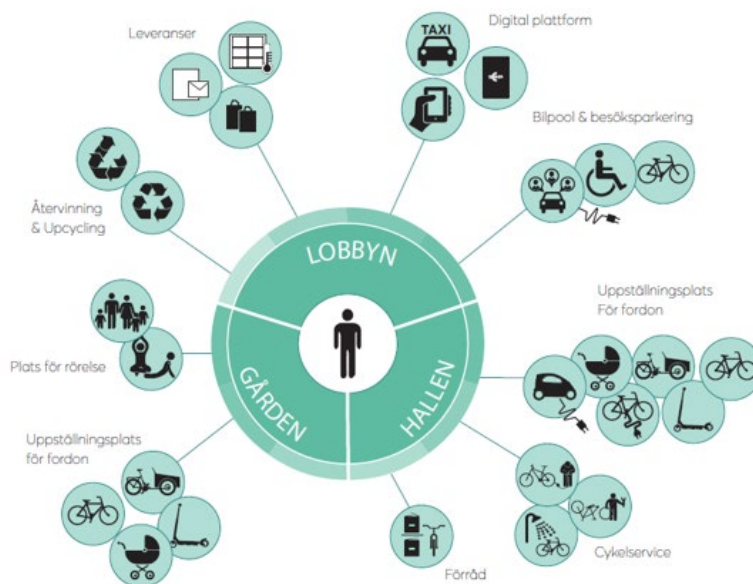 Leveranser
TAXI
Digital plattform
Bilpool & besöksparkering
Återvinning
& Upcycling
LOBBYN
Uppställningsplats
För fordon
Plats för rörelse
GÅRDEN
HALLEN
Uppställningsplats
för fordon
Förråd
Cykelservice